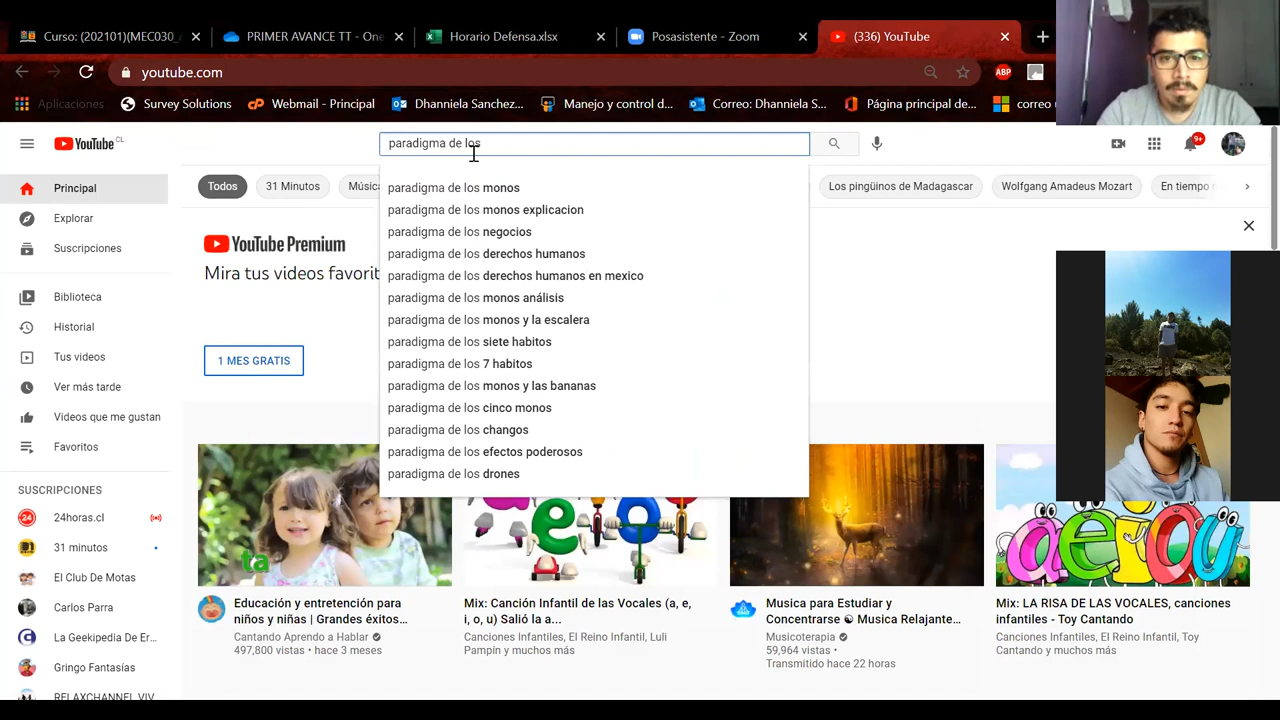 Curso: (202101)(MEC030_
PRIMER AVANCE TT - One
Horario Defensa.xlsx
Posasistente - Zoom
(336) YouTube
youtube.com
ABP
Aplicaciones
Survey Solutions
Webmail - Principal
Dhanniela Sanchez...
Manejo y control d...
Correo: Dhanniela S...
Página principal de...
correo
YouTube CL
paradigma de los
9+
Principal
Explorar
Suscripciones
Biblioteca
Historial
Tus videos
Ver más tarde
Videos que me gustan
Favoritos
SUSCRIPCIONES
24horas.cl
31 minutos
El Club De Motas
Carlos Parra
La Geekipedia De Er...
Gringo Fantasías
RELAXCHANNEL VIV
Todos
31 Minutos
Músic
Los pingüinos de Madagascar
Wolfgang Amadeus Mozart
En tiempo r
paradigma de los monos
paradigma de los monos explicacion
paradigma de los negocios
paradigma de los derechos humanos
paradigma de los derechos humanos en mexico
paradigma de los monos análisis
paradigma de los monos y la escalera
paradigma de los siete habitos
paradigma de los 7 habitos
paradigma de los monos y las bananas
paradigma de los cinco monos
paradigma de los changos
paradigma de los efectos poderosos
paradigma de los drones
YouTube Premium
Mira tus videos favorit
1 MES GRATIS
ta
e
a e i o u
Educación y entretención para
niños y niñas | Grandes éxitos...
Cantando Aprendo a Hablar
497,800 vistas • hace 3 meses
Mix: Canción Infantil de las Vocales (a, e,
i, o, u) Salió la a...
Canciones Infantiles, El Reino Infantil, Luli
Pampín y muchos más
Musica para Estudiar y
Concentrarse ☯ Musica Relajante...
Musicoterapia
59,964 vistas •
Transmitido hace 22 horas
Mix: LA RISA DE LAS VOCALES, canciones
infantiles - Toy Cantando
Canciones Infantiles, El Reino Infantil, Toy
Cantando y muchos más